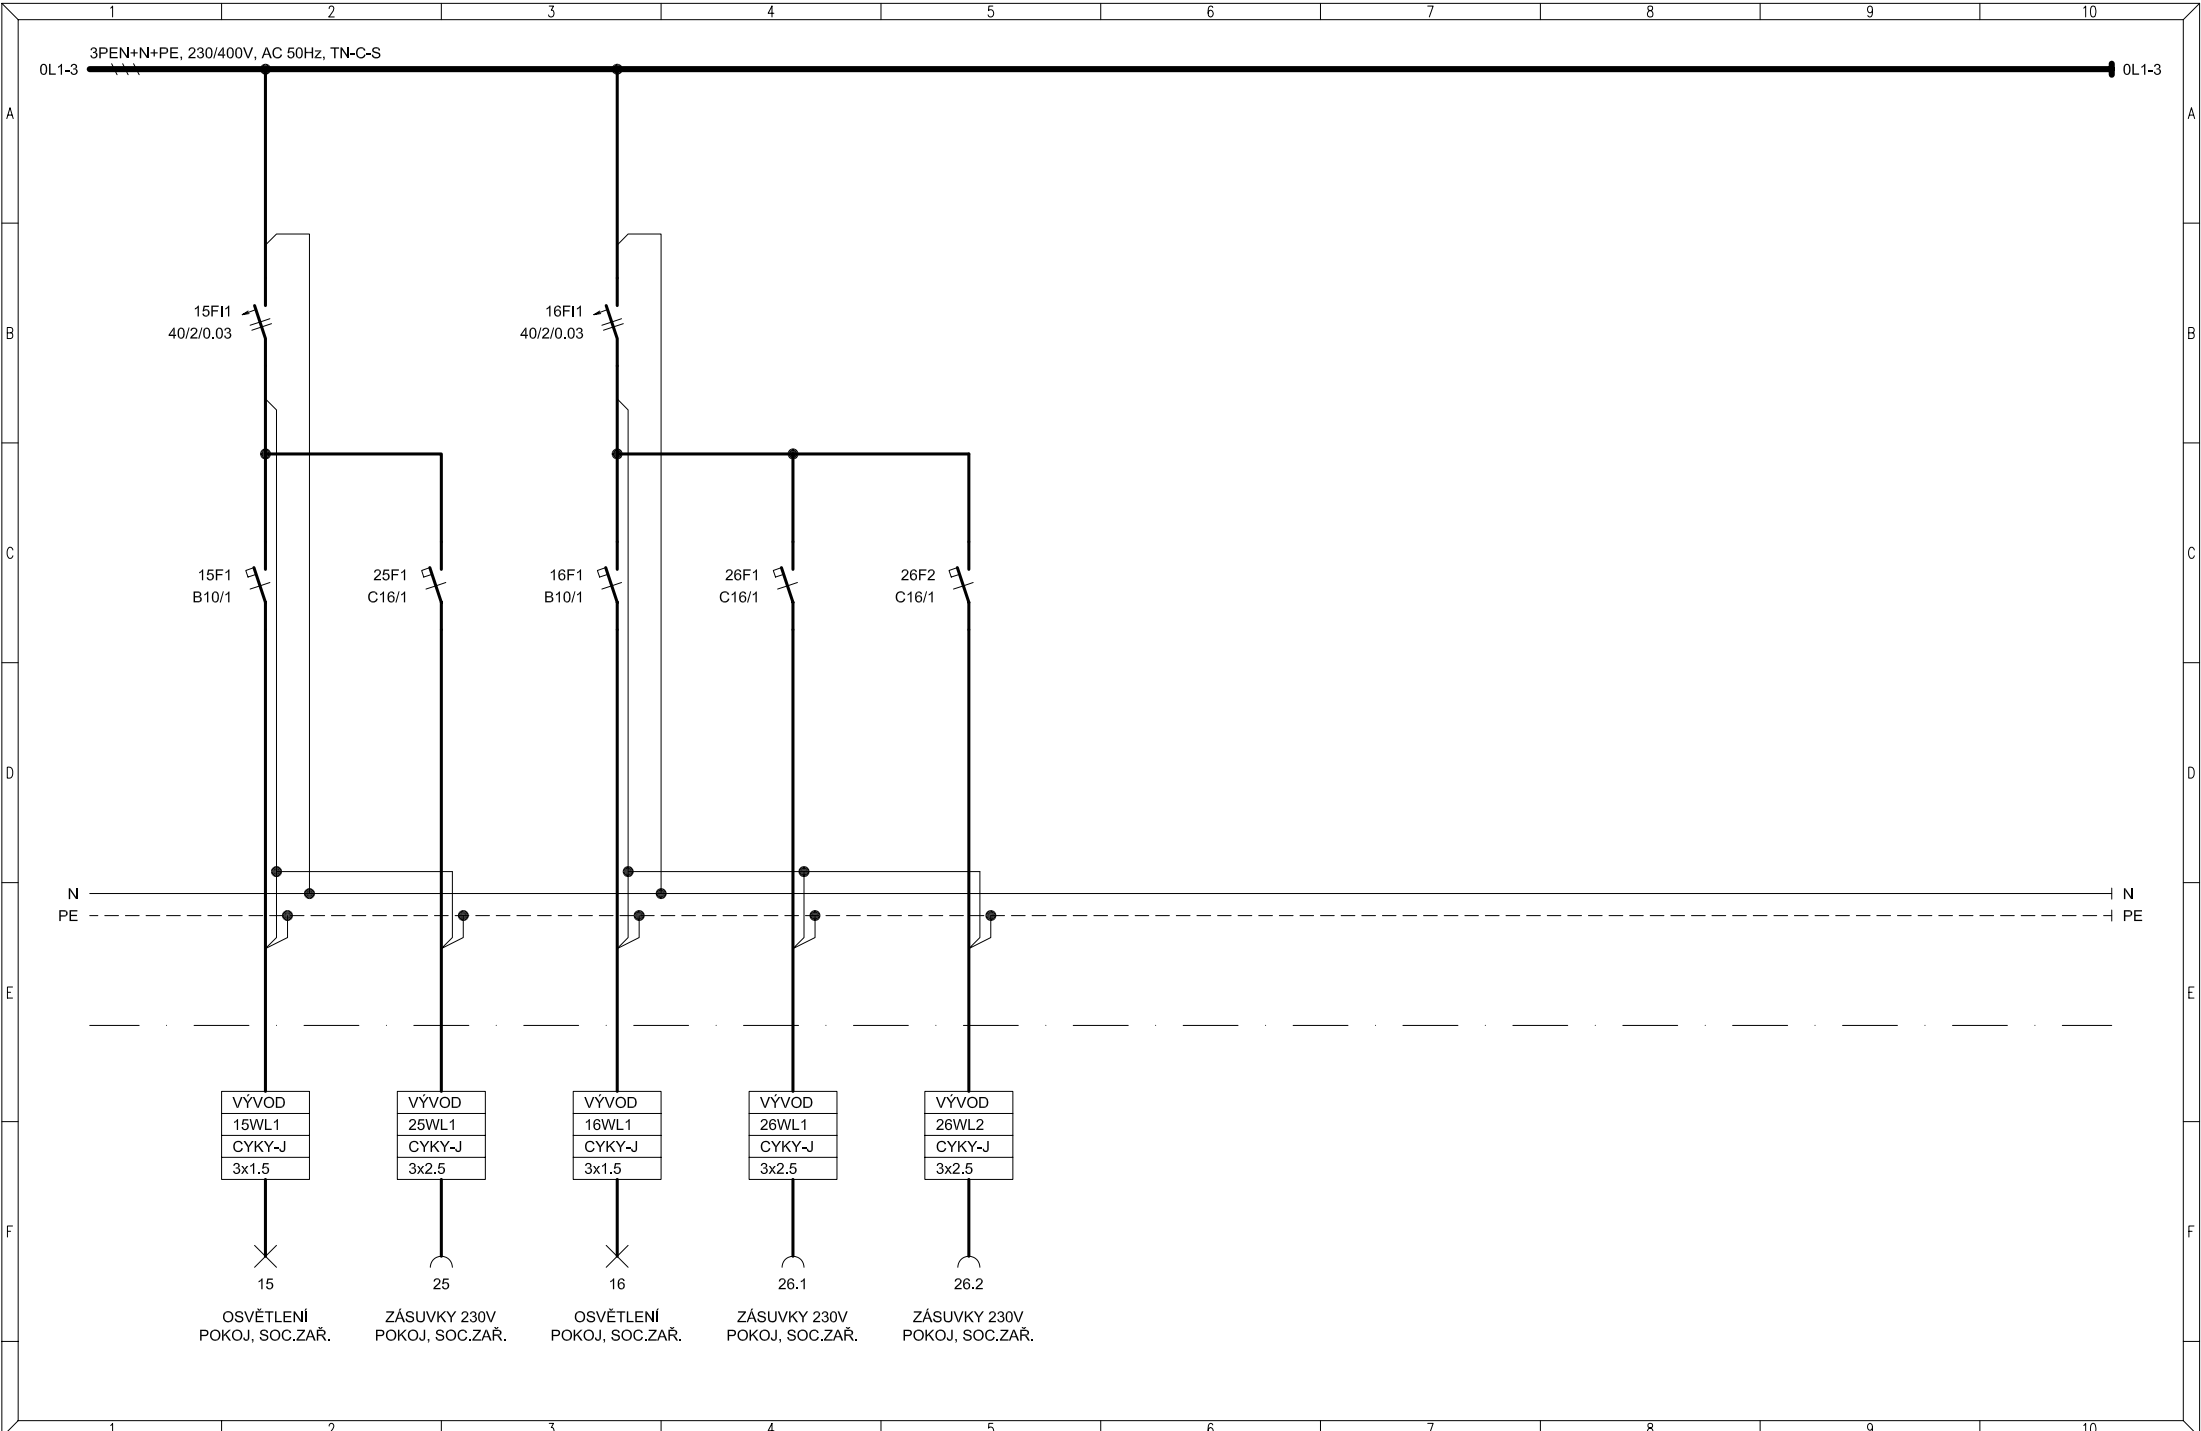 1 2 3 4 5 6 7 8 9 10
3PEN+N+PE, 230/400V, AC 50Hz, TN-C-S
0L1-3 0L1-3
A A
15FI1 16FI1
40/2/0.03 40/2/0.03
B B
C C
15F1 25F1 16F1 26F1 26F2
B10/1 C16/1 B10/1 C16/1 C16/1
D D
N N
PE PE
E E
VÝVOD VÝVOD VÝVOD VÝVOD VÝVOD
15WL1 25WL1 16WL1 26WL1 26WL2
CYKY-J CYKY-J CYKY-J CYKY-J CYKY-J
3x1.5 3x2.5 3x1.5 3x2.5 3x2.5
F F
15 25 16 26.1 26.2
OSVĚTLENÍ ZÁSUVKY 230V OSVĚTLENÍ ZÁSUVKY 230V ZÁSUVKY 230V
POKOJ, SOC.ZAŘ. POKOJ, SOC.ZAŘ. POKOJ, SOC.ZAŘ. POKOJ, SOC.ZAŘ. POKOJ, SOC.ZAŘ.
1 2 3 4 5 6 7 8 9 10